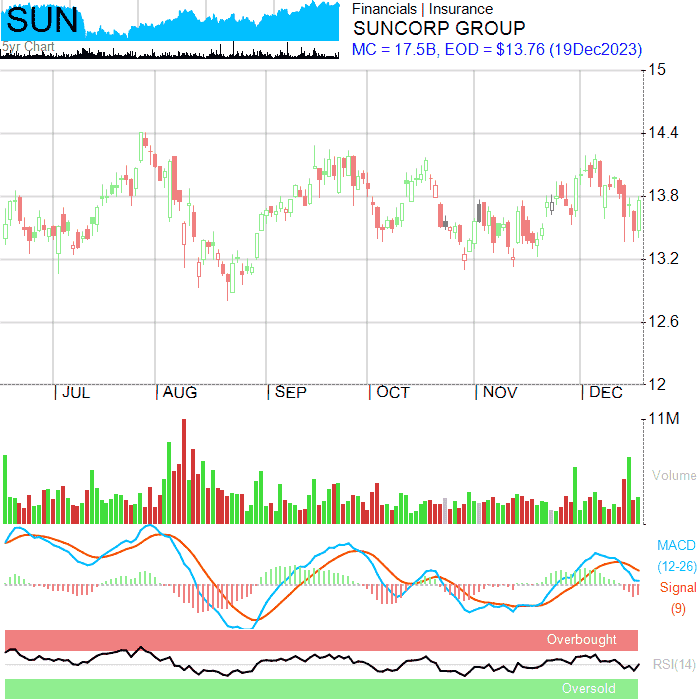 SUN
5yr Chart
Financials | Insurance
SUNCORP GROUP
MC = 17.5B, EOD = $13.76 (19Dec2023)
15
14.4
13.8
13.2
12.6
12
JUL
AUG
SEP
OCT
NOV
DEC
11M
Volume
MACD
(12-26)
Signal
(9)
Overbought
RSI(14)
Oversold